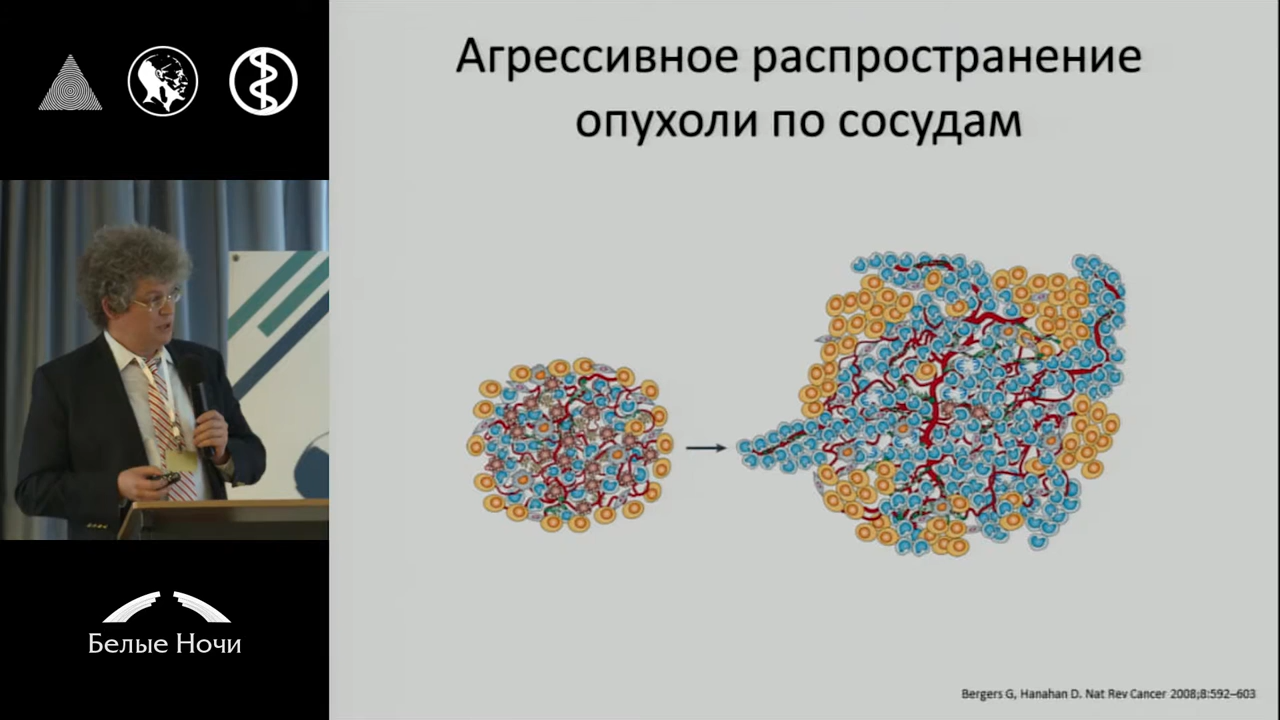 Агрессивное распространение
опухоли по сосудам
Белые Ночи
Bergers G, Hanahan D. Nat Rev Cancer 2008;8:592–603